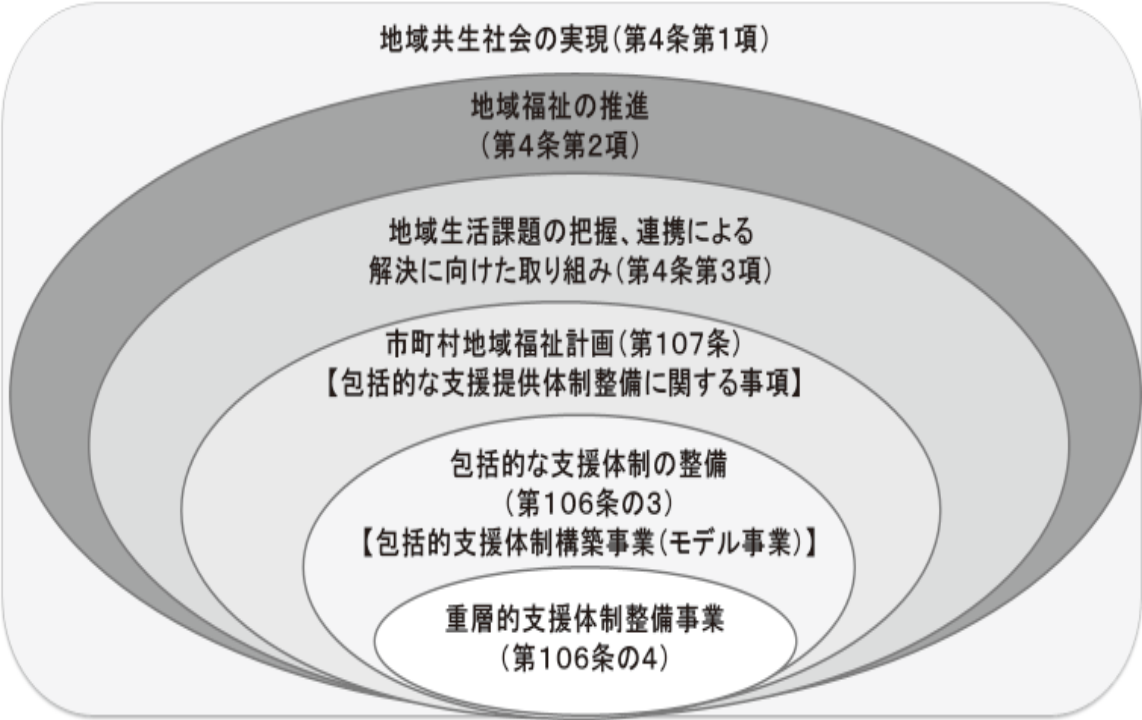 地域共生社会の実現(第4条第1項)
地域福祉の推進
(第4条第2項)
地域生活課題の把握、連携による
解決に向けた取り組み(第4条第3項)
市町村地域福祉計画(第107条)
【包括的な支援提供体制整備に関する事項】
包括的な支援体制の整備
(第106条の3)
【包括的支援体制構築事業(モデル事業)】
重層的支援体制整備事業
(第106条の4)